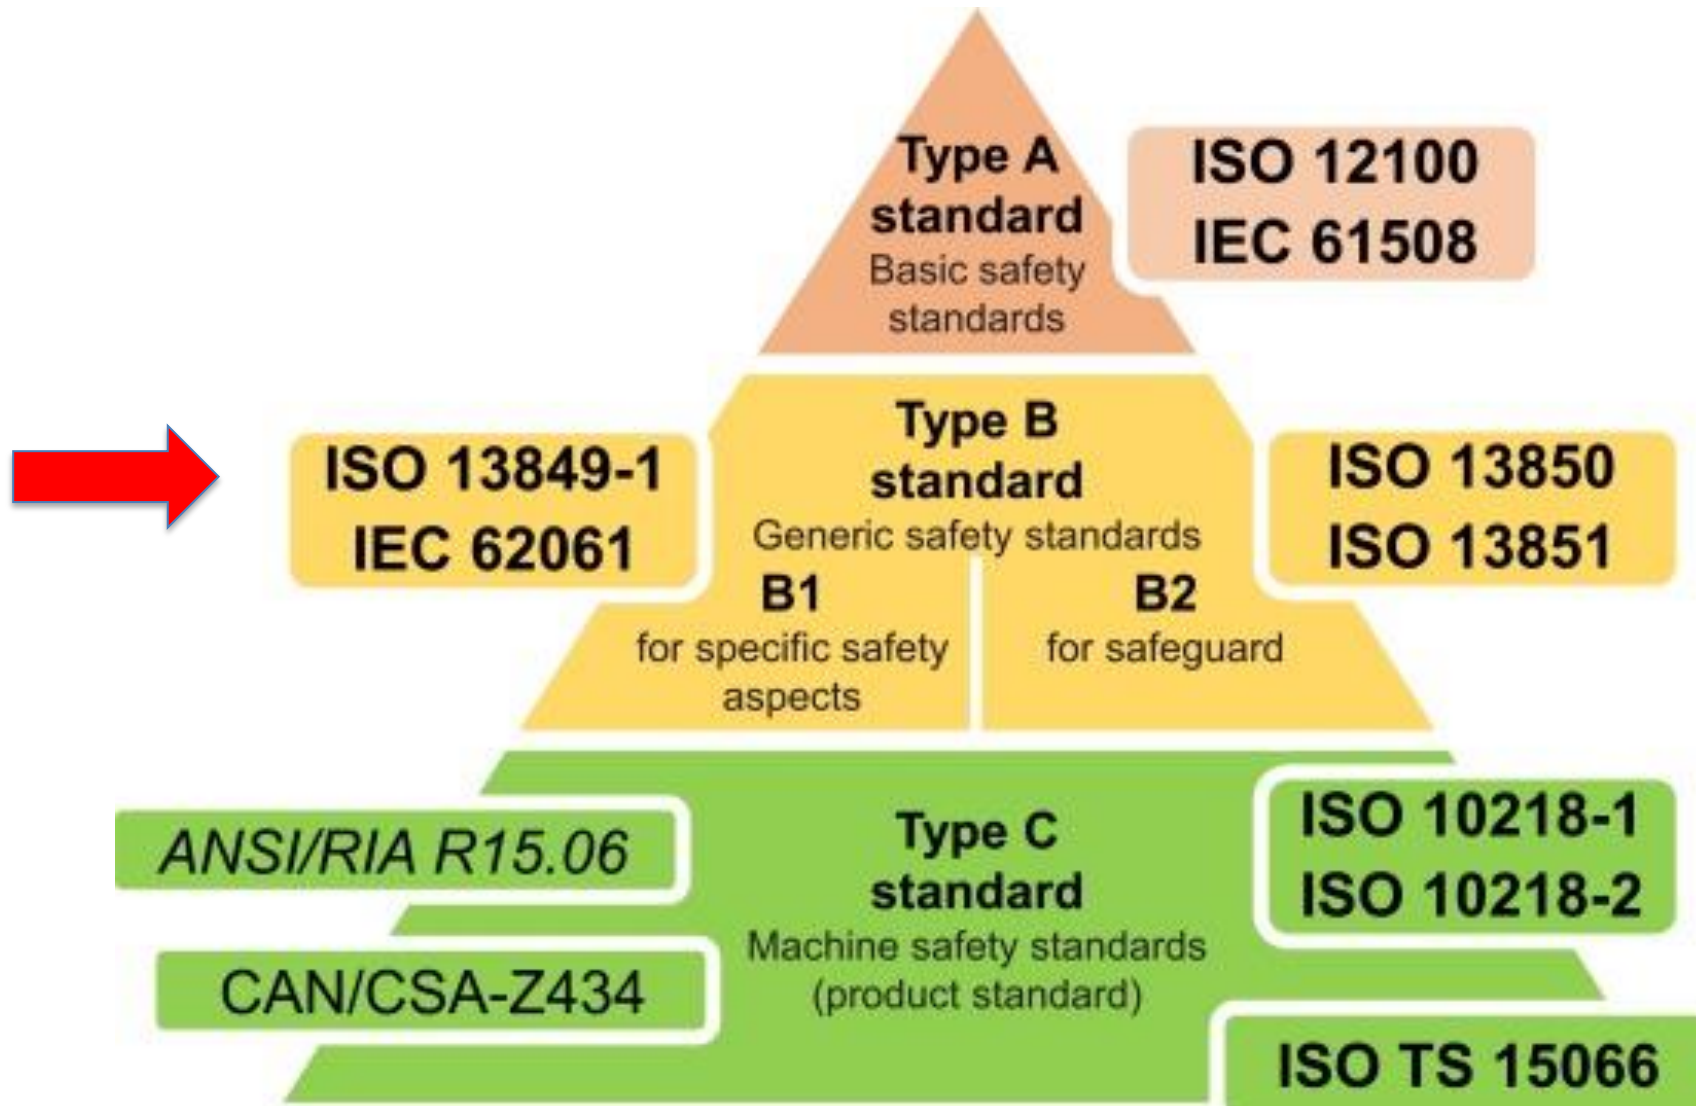 Type A
standard
Basic safety
standards
ISO 12100
IEC 61508
ISO 13849-1
IEC 62061
Type B
standard
Generic safety standards
B1
for specific safety
aspects
B2
for safeguard
ISO 13850
ISO 13851
ANSI/RIA R15.06
CAN/CSA-Z434
Type C
standard
Machine safety standards
(product standard)
ISO 10218-1
ISO 10218-2
ISO TS 15066